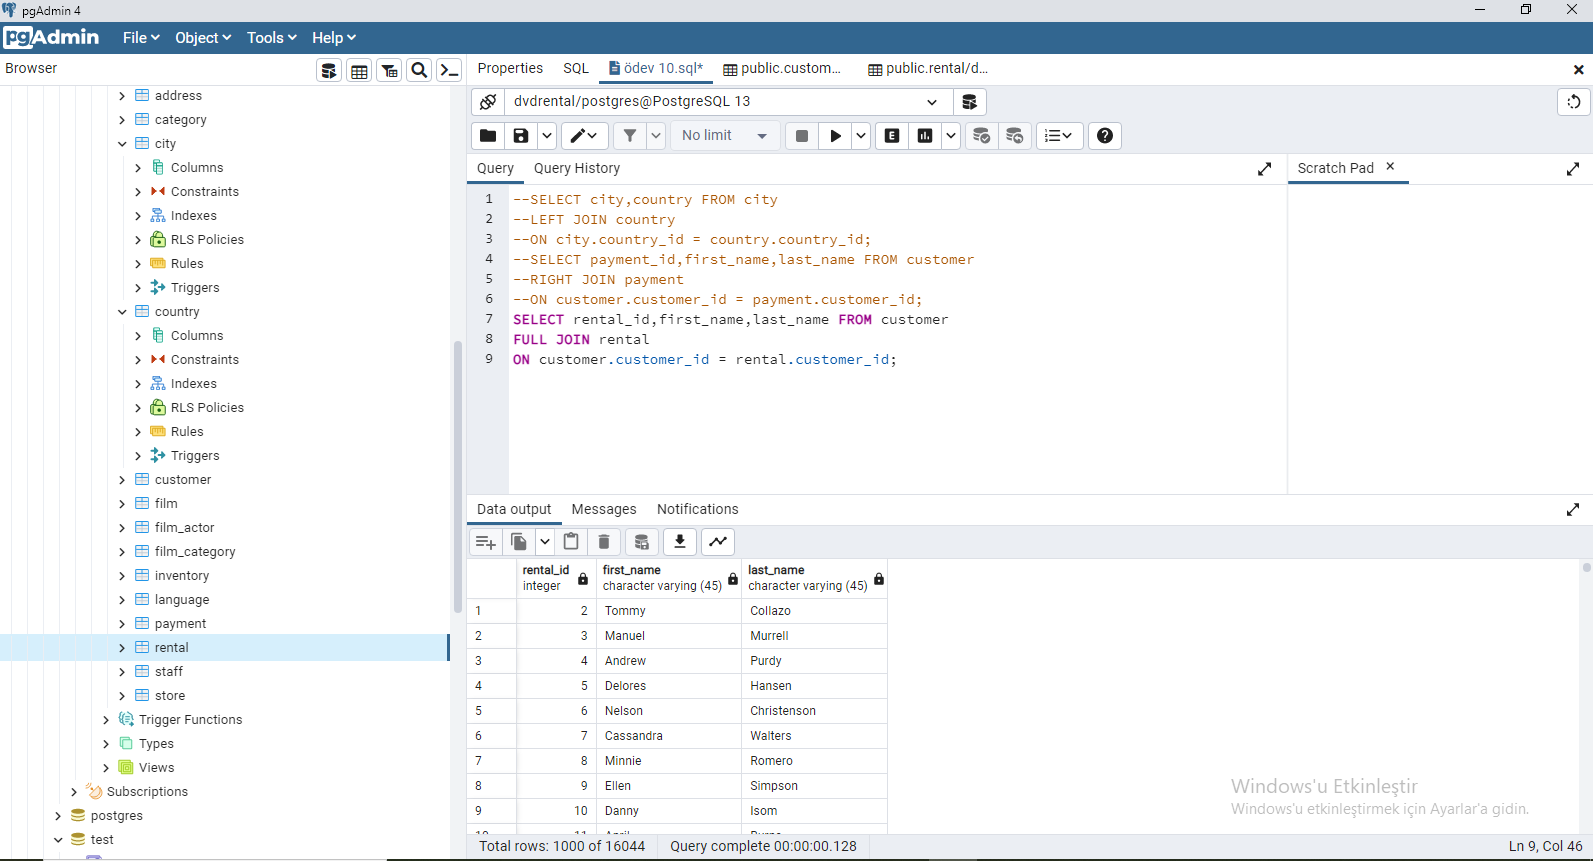 pgAdmin 4
pgAdmin File Object Tools Help
Browser
Properties SQL ödev 10.sql* public.custom... public.rental/d...
address
category
city
Columns
Constraints
Indexes
RLS Policies
Rules
Triggers
country
Columns
Constraints
Indexes
RLS Policies
Rules
Triggers
customer
film
film_actor
film_category
inventory
language
payment
rental
staff
store
Trigger Functions
Types
Views
Subscriptions
postgres
test
dvdrental/postgres@PostgreSQL 13
No limit
E
Query Query History
Scratch Pad
1 --SELECT city,country FROM city
2 --LEFT JOIN country
3 --ON city.country_id = country.country_id;
4 --SELECT payment_id,first_name,last_name FROM customer
5 --RIGHT JOIN payment
6 --ON customer.customer_id = payment.customer_id;
7 SELECT rental_id,first_name,last_name FROM customer
8 FULL JOIN rental
9 ON customer.customer_id = rental.customer_id;
Data output Messages Notifications
rental_id first_name last_name
integer character varying (45) character varying (45)
1 2 Tommy Collazo
2 3 Manuel Murrell
3 4 Andrew Purdy
4 5 Delores Hansen
5 6 Nelson Christenson
6 7 Cassandra Walters
7 8 Minnie Romero
8 9 Ellen Simpson
9 10 Danny Isom
Windows'u Etkinleştir
Windows'u etkinleştirmek için Ayarlar'a gidin.
Total rows: 1000 of 16044 Query complete 00:00:00.128 Ln 9, Col 46